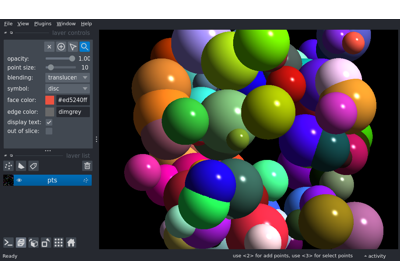 File View Plugins Window Help
layer controls
opacity: 1.00
point size: 10
blending: translucen
symbol: disc
face color: #ed5240ff
edge color: dimgrey
display text:
out of slice:
layer list
pts
Ready
use <2> for add points, use <3> for select points
activity